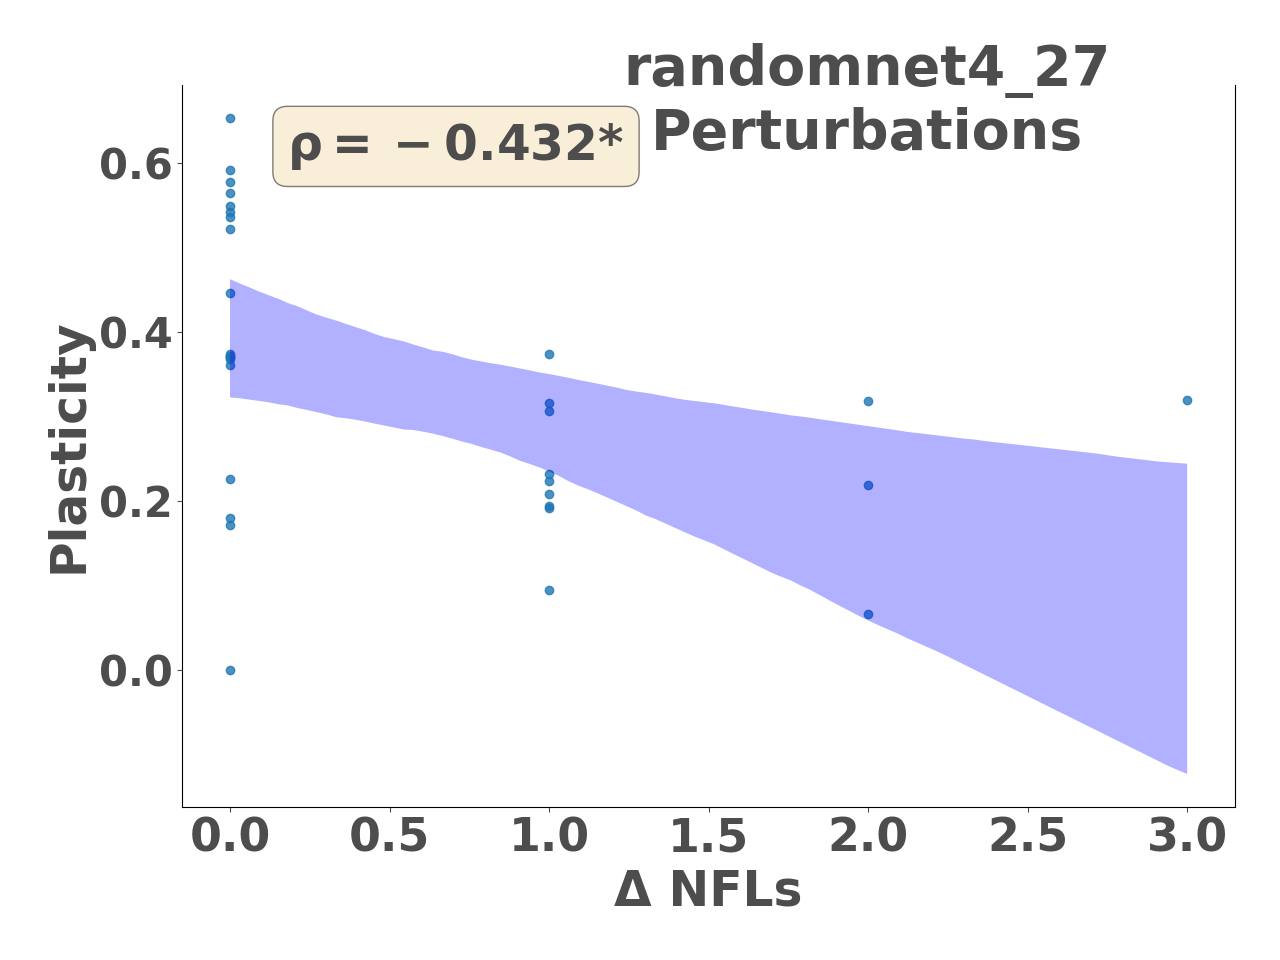 randomnet4_27
Perturbations
ρ = − 0.432*
Plasticity
0.6
0.4
0.2
0.0
0.0 0.5 1.0 1.5 2.0 2.5 3.0
Δ NFLs